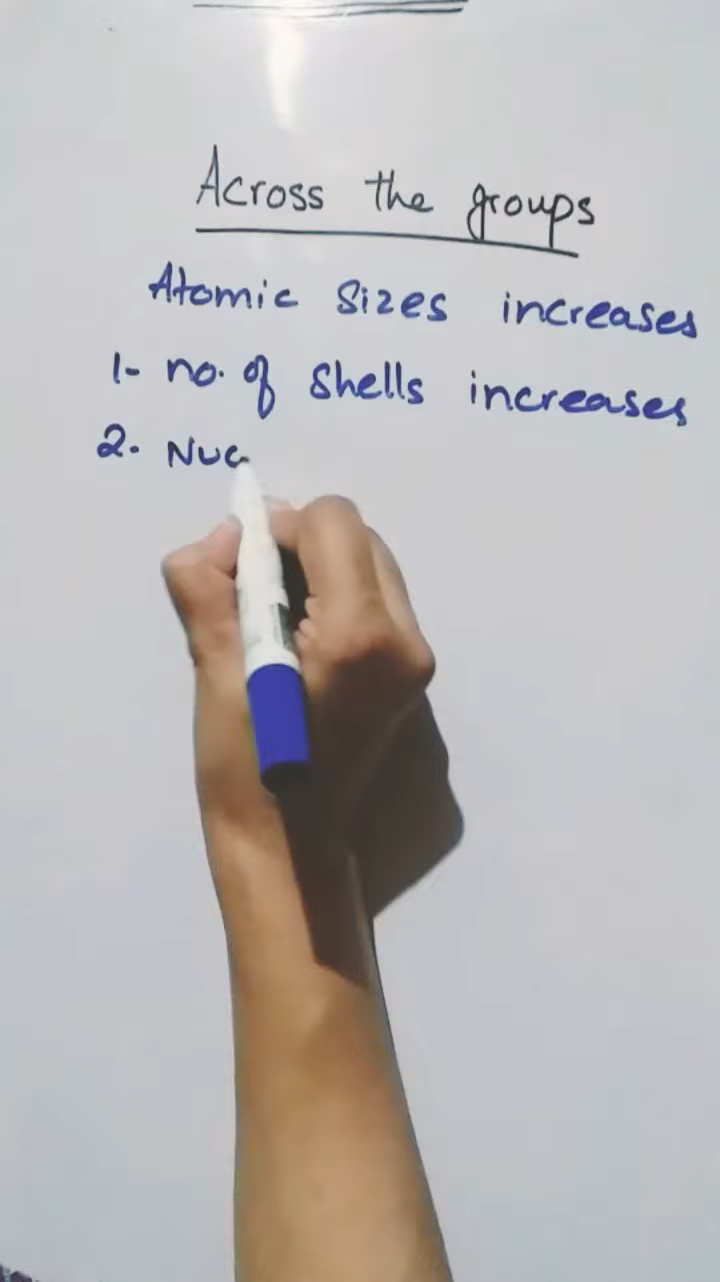 Across the groups
Atomic Sizes increases
1- no. of Shells increases
2. Nuc